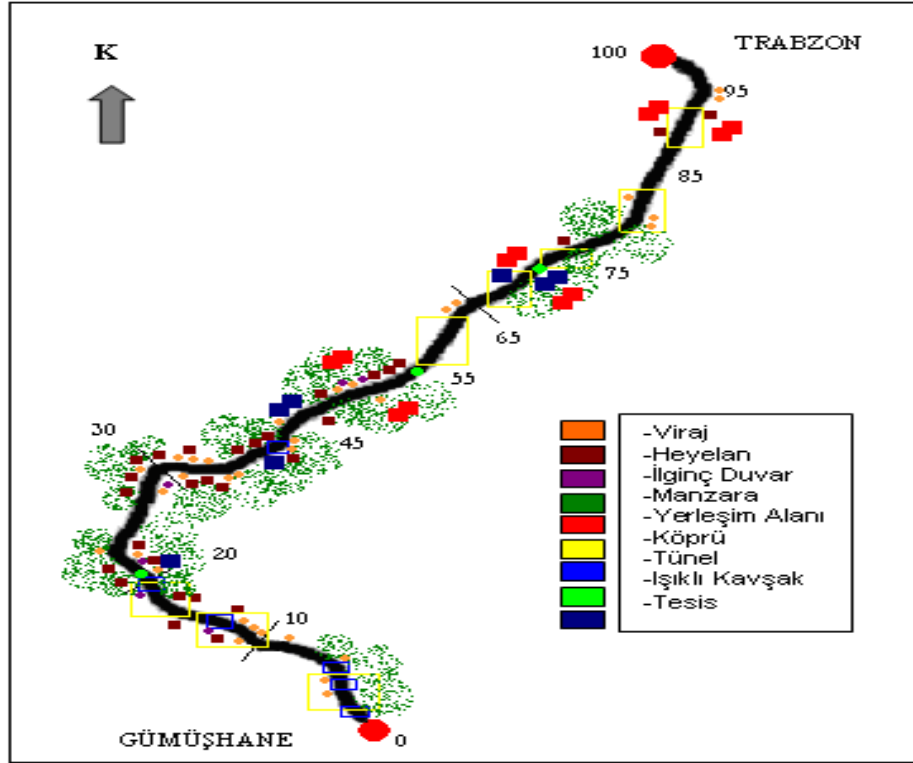 K
TRABZON
100
95
85
75
65
55
45
30
20
10
GÜMÜŞHANE
0
-Viraj
-Heyelan
-İlginç Duvar
-Manzara
-Yerleşim Alanı
-Köprü
-Tünel
-Işıklı Kavşak
-Tesis